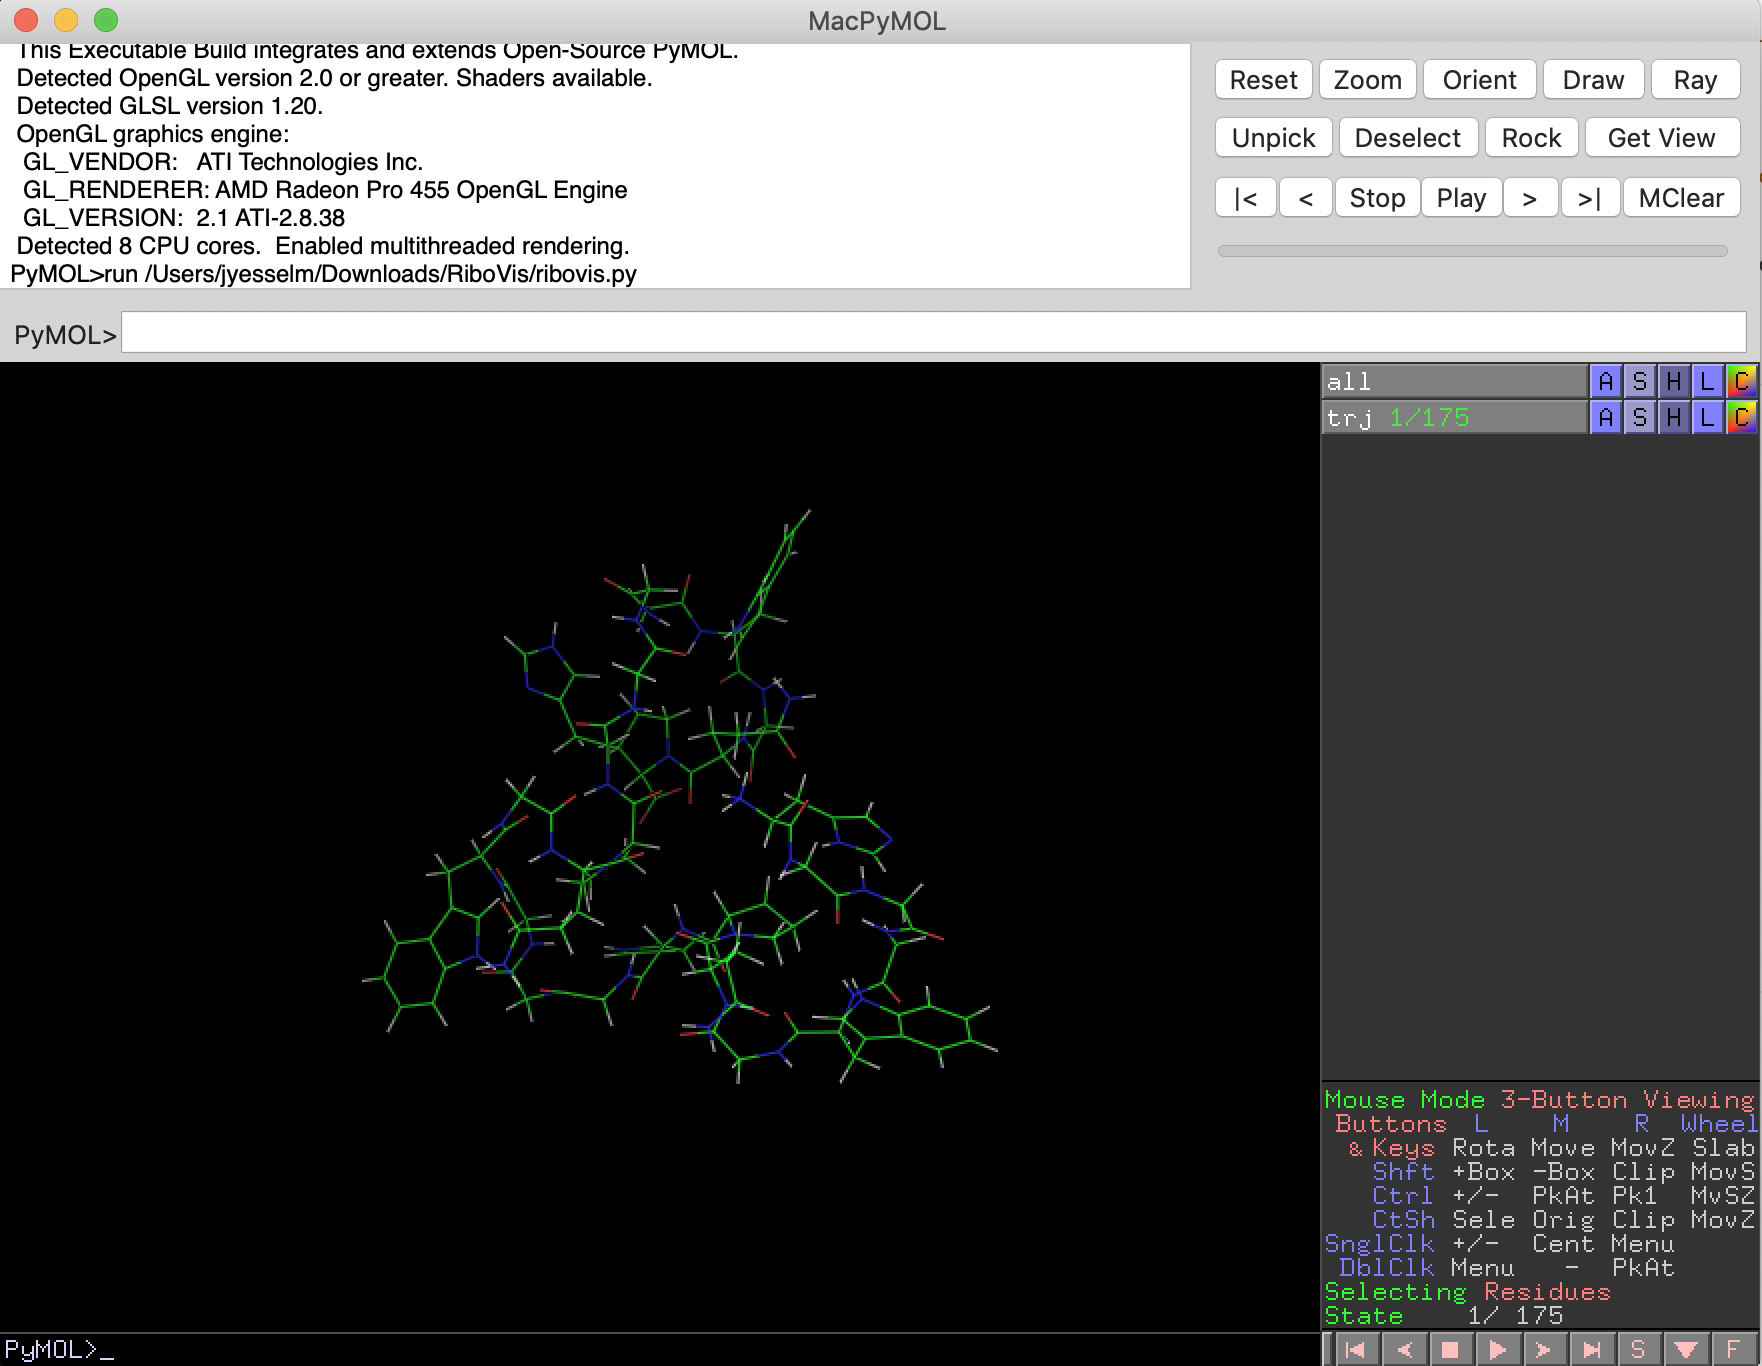 MacPyMOL
This Executable Build integrates and extends Open-Source PyMOL.
Detected OpenGL version 2.0 or greater. Shaders available.
Detected GLSL version 1.20.
OpenGL graphics engine:
GL_VENDOR: ATI Technologies Inc.
GL_RENDERER: AMD Radeon Pro 455 OpenGL Engine
GL_VERSION: 2.1 ATI-2.8.38
Detected 8 CPU cores. Enabled multithreaded rendering.
PyMOL>run /Users/jyesselm/Downloads/RiboVis/ribovis.py
Reset Zoom Orient Draw Ray
Unpick Deselect Rock Get View
|< < Stop Play > >| MClear
PyMOL>
all A S H L C
trj 1/175 A S H L C
Mouse Mode 3-Button Viewing
Buttons L M R Wheel
& Keys Rota Move MovZ Slab
Shft +Box -Box Clip MovS
Ctrl +/- PkAt Pk1 MvSZ
CtSh Sele Orig Clip MovZ
SnglClk +/- Cent Menu
DblClk Menu - PkAt
Selecting Residues
State 1/ 175
PyMOL>_
S F